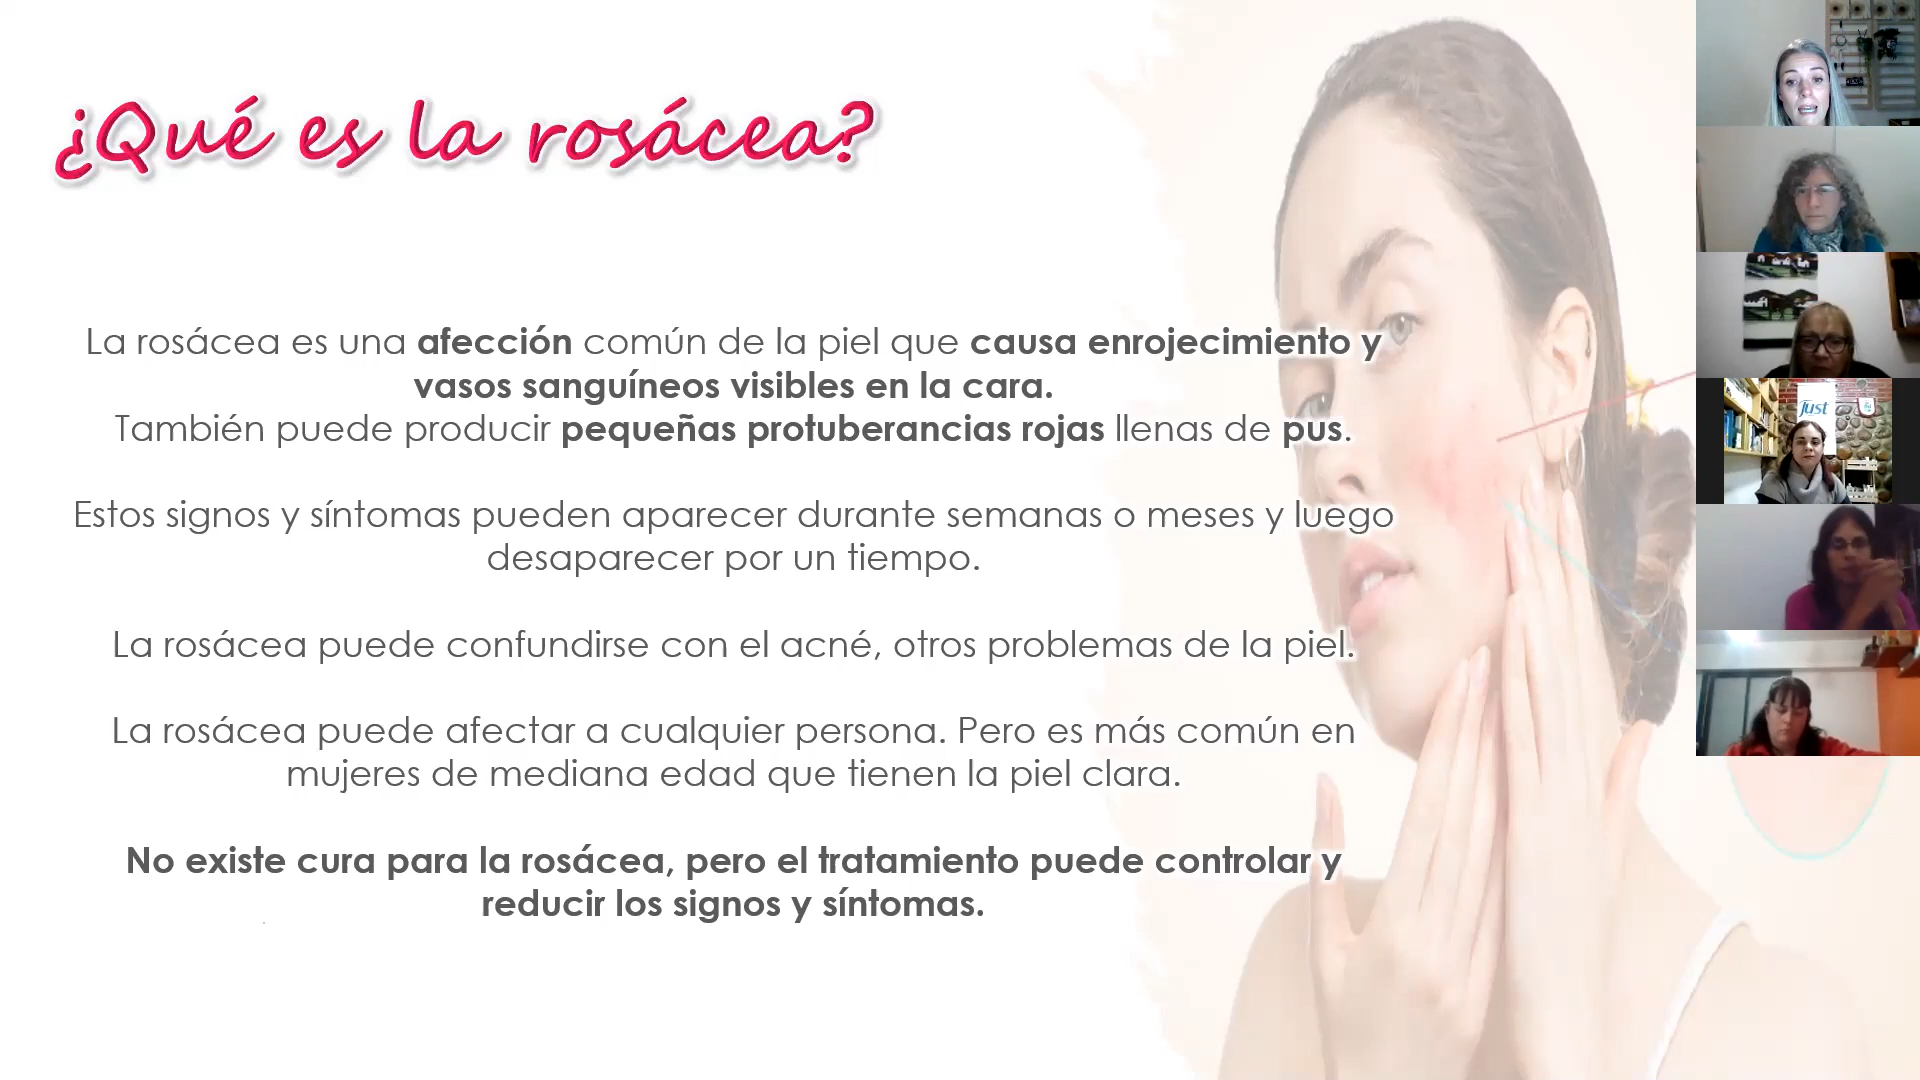 ¿Qué es la rosácea?
La rosácea es una afección común de la piel que causa enrojecimiento y
vasos sanguíneos visibles en la cara.
También puede producir pequeñas protuberancias rojas llenas de pus.
Estos signos y síntomas pueden aparecer durante semanas o meses y luego
desaparecer por un tiempo.
La rosácea puede confundirse con el acné, otros problemas de la piel.
La rosácea puede afectar a cualquier persona. Pero es más común en
mujeres de mediana edad que tienen la piel clara.
No existe cura para la rosácea, pero el tratamiento puede controlar y
reducir los signos y síntomas.
just